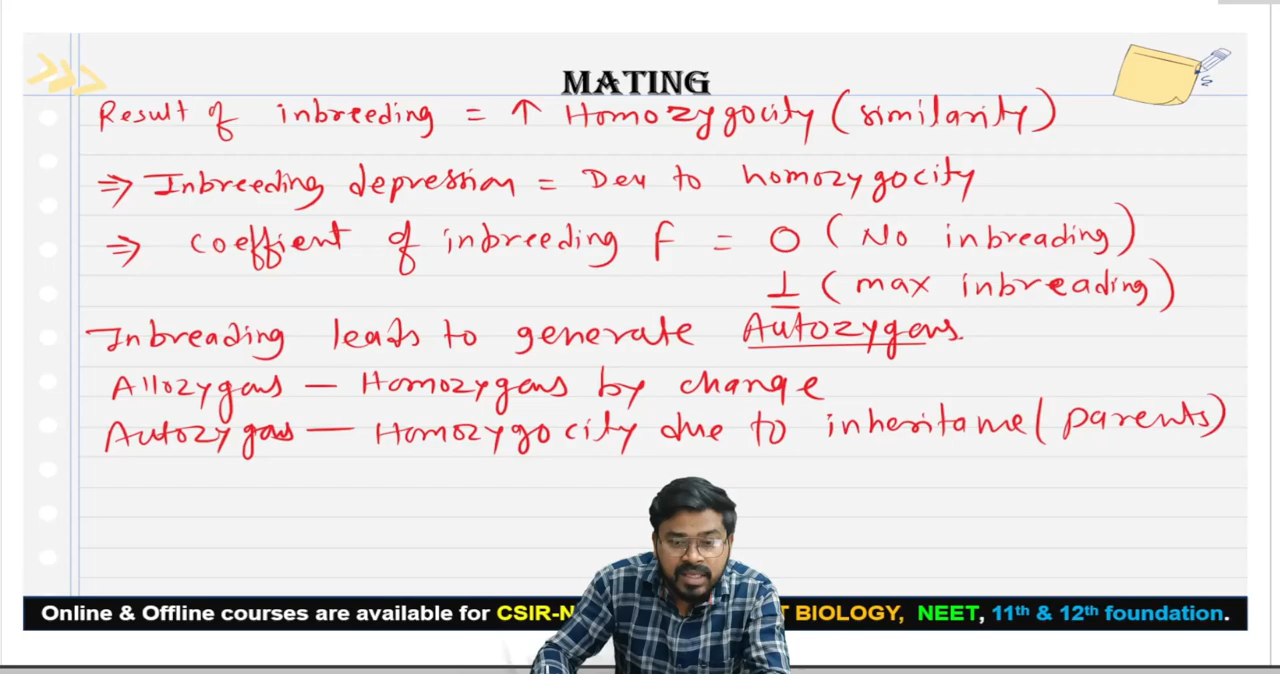 MATING
Result of inbreeding = ↑ Homozygocity (similarity)
⇒ Inbreeding depression = Deu to homozygocity
⇒ coeffient of inbreeding F = 0 (No inbreading)
1 (max inbreading)
Inbreading leads to generate Autozygous.
Allozygous — Homozygous by change
Autozygous — Homozygocity due to inheritance (parents)
Online & Offline courses are available for CSIR-N BIOLOGY, NEET, 11th & 12th foundation.